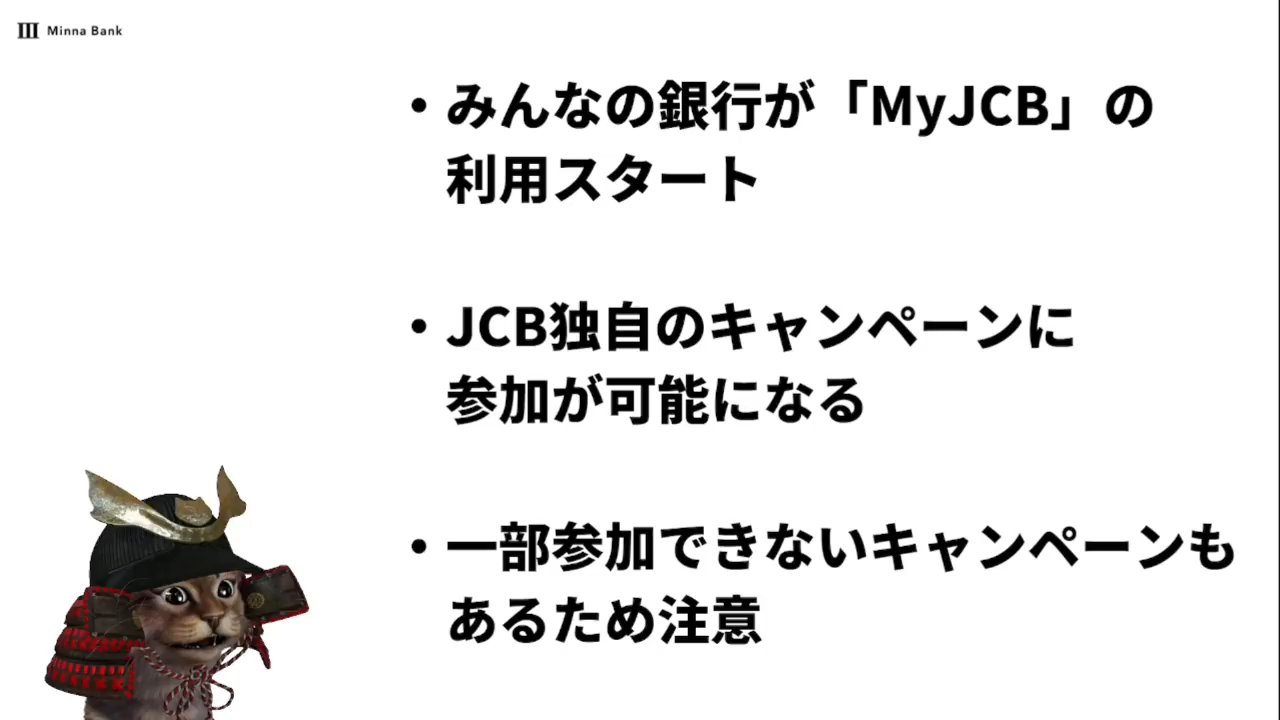 Minna Bank
・みんなの銀行が「MyJCB」の
利用スタート
・JCB独自のキャンペーンに
参加が可能になる
・一部参加できないキャンペーンも
あるため注意